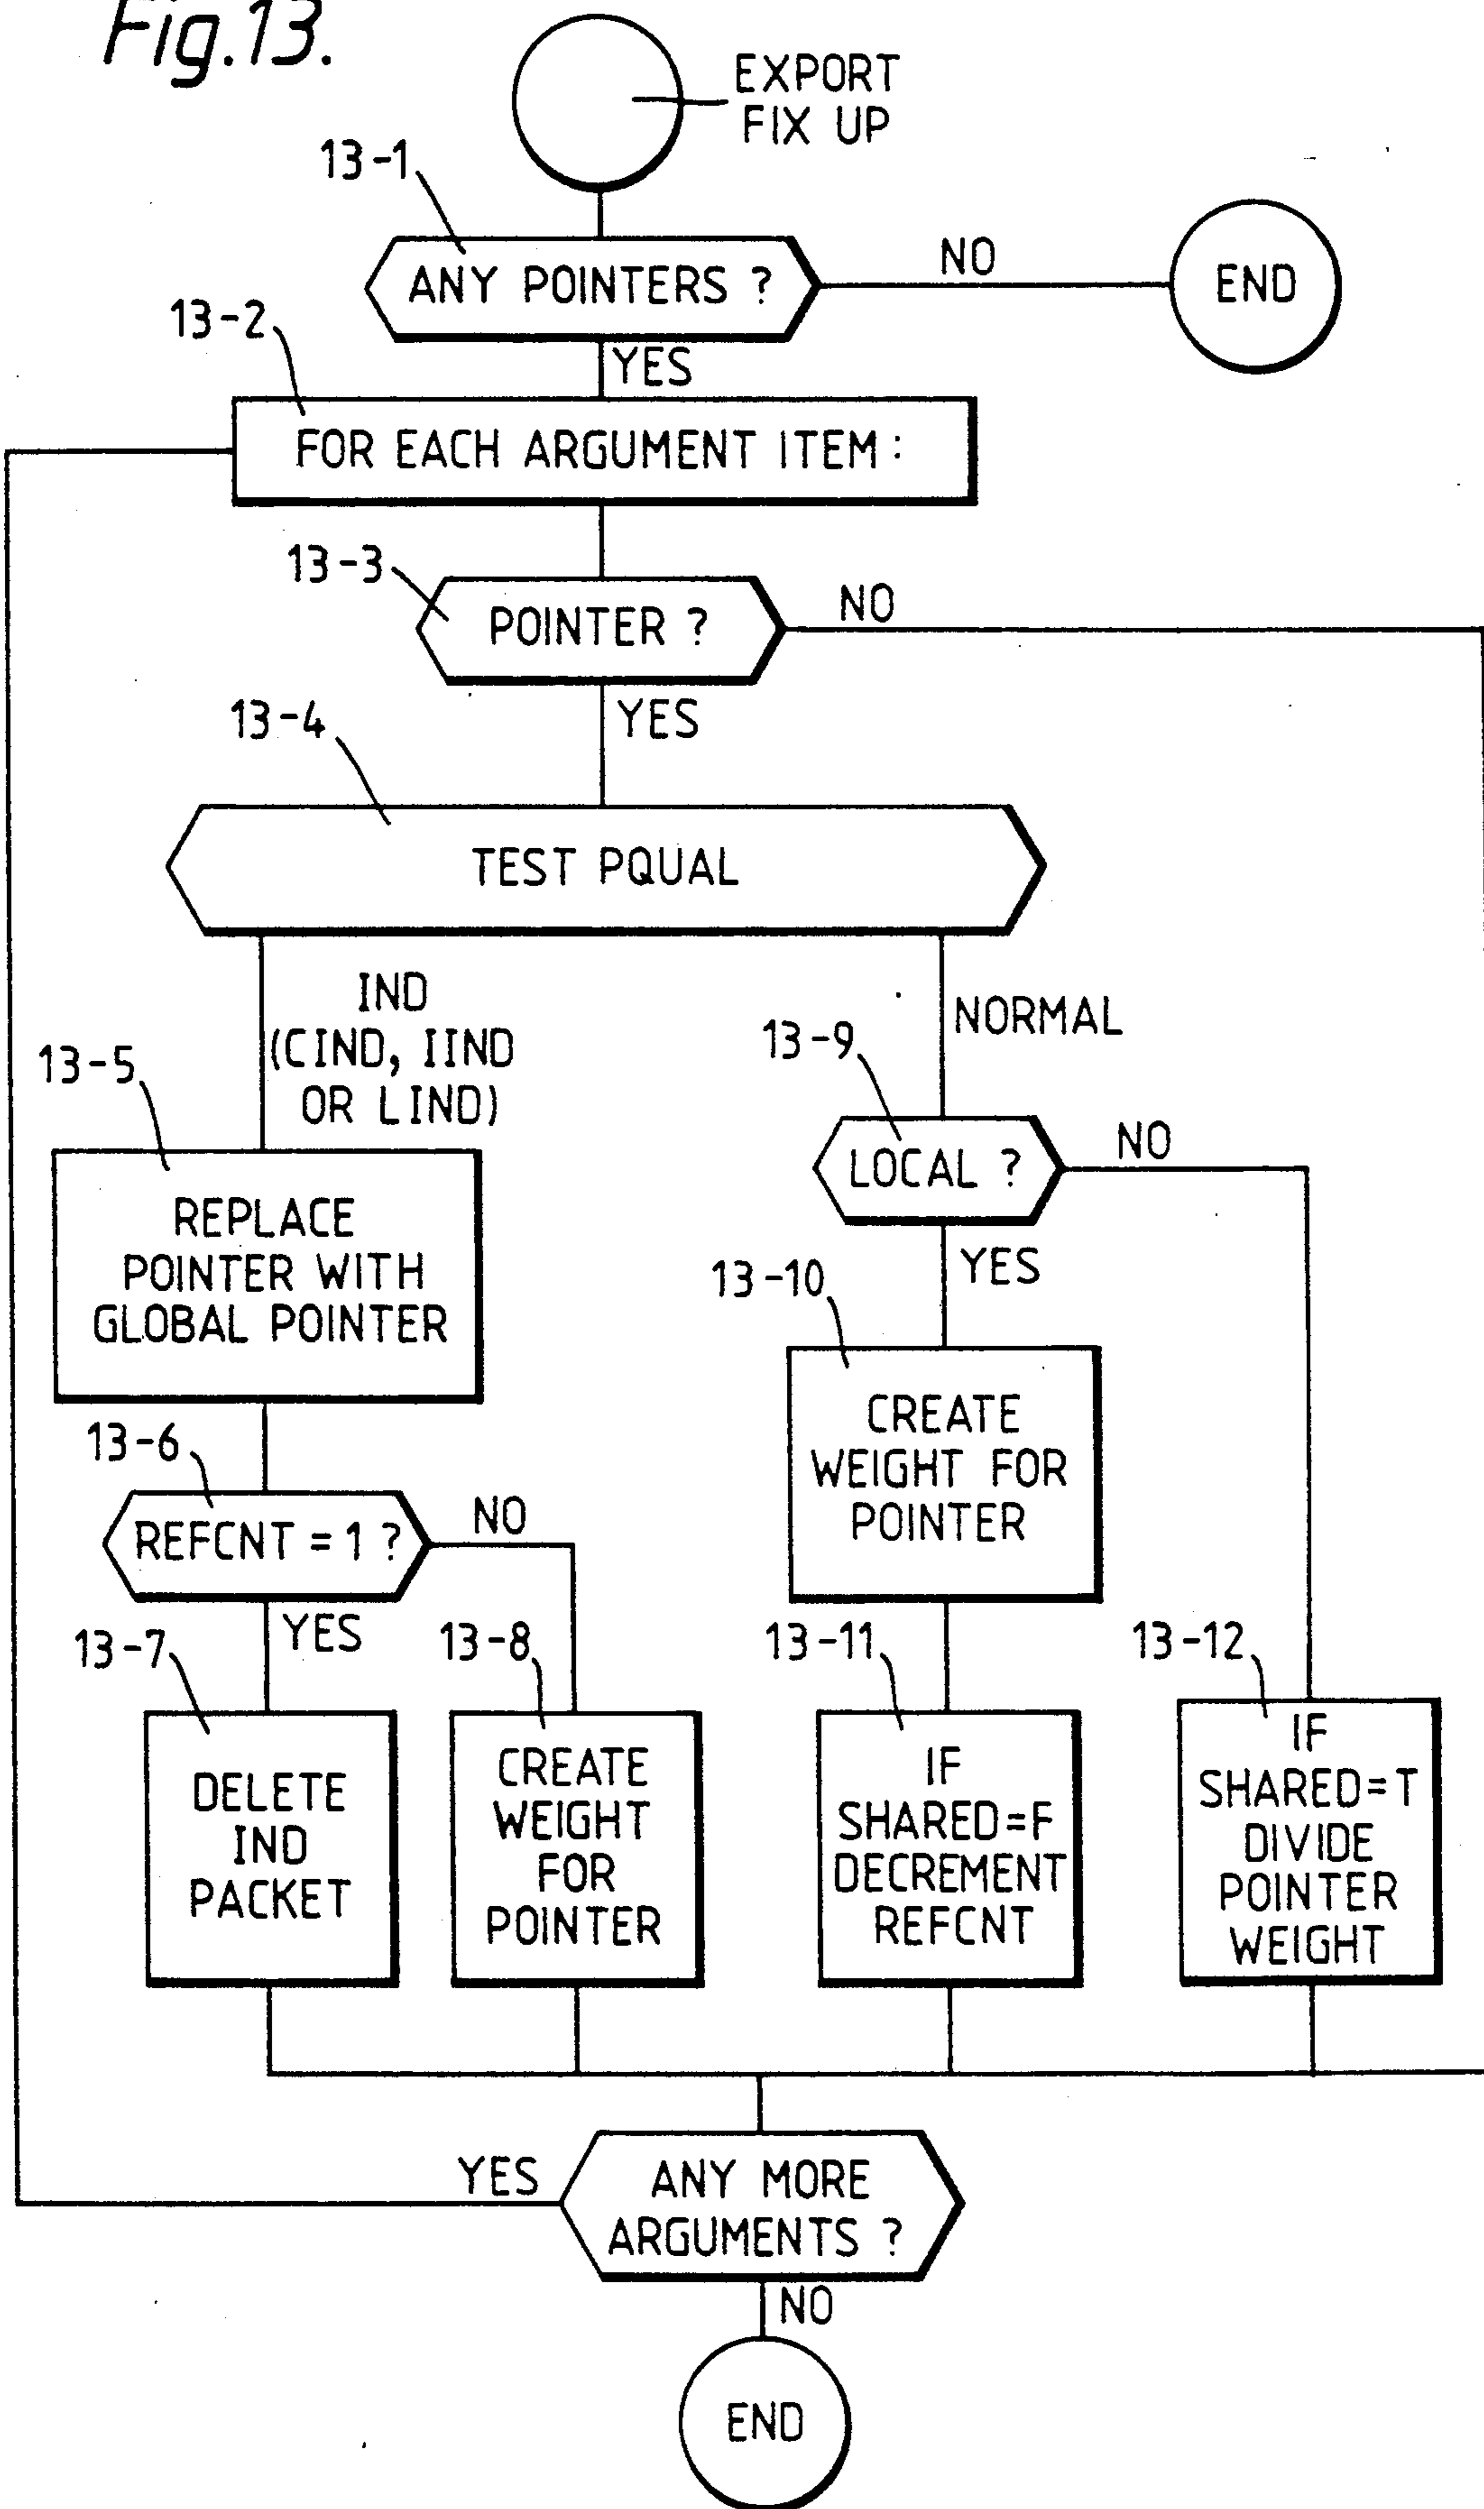 Fig.13.
EXPORT
FIX UP
13-1
ANY POINTERS ?
NO
END
13-2
YES
FOR EACH ARGUMENT ITEM :
13-3
POINTER ?
NO
YES
13-4
TEST PQUAL
IND
(CIND, IIND
OR LIND)
NORMAL
13-5
13-9
REPLACE
POINTER WITH
GLOBAL POINTER
LOCAL ?
NO
YES
13-10
CREATE
WEIGHT FOR
POINTER
13-6
REFCNT = 1 ?
NO
YES
13-7
13-8
13-11
13-12
DELETE
IND
PACKET
CREATE
WEIGHT
FOR
POINTER
IF
SHARED=F
DECREMENT
REFCNT
IF
SHARED=T
DIVIDE
POINTER
WEIGHT
YES
ANY MORE
ARGUMENTS ?
NO
END